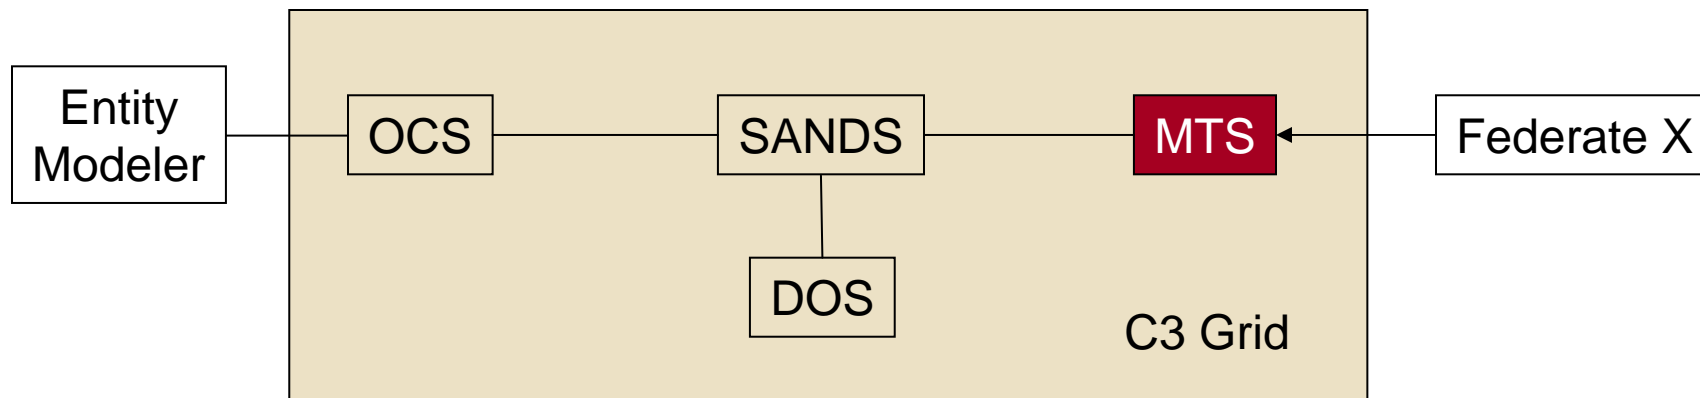 Entity
Modeler
OCS
SANDS
MTS
Federate X
DOS
C3 Grid